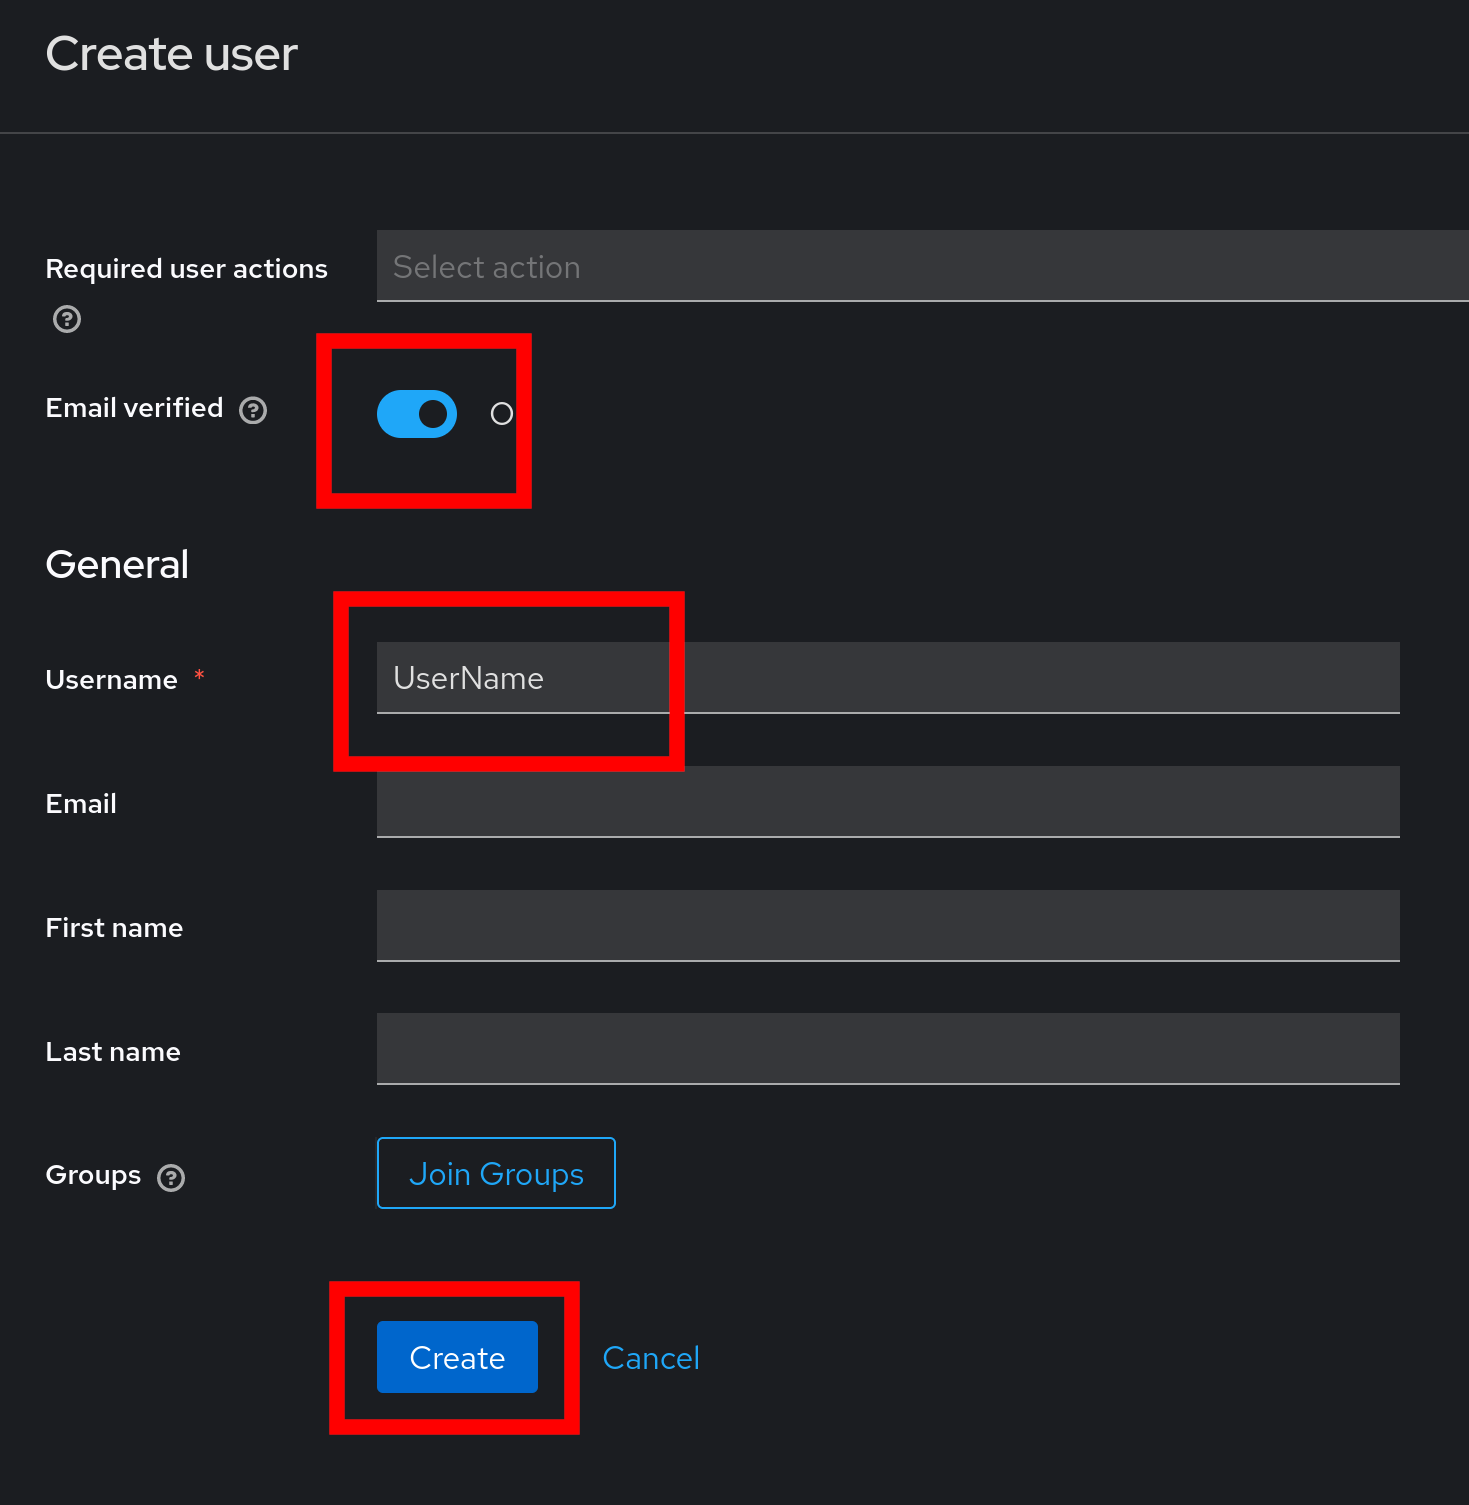 Create user
Required user actions
Select action
Email verified
General
Username *
UserName
Email
First name
Last name
Groups
Join Groups
Create
Cancel